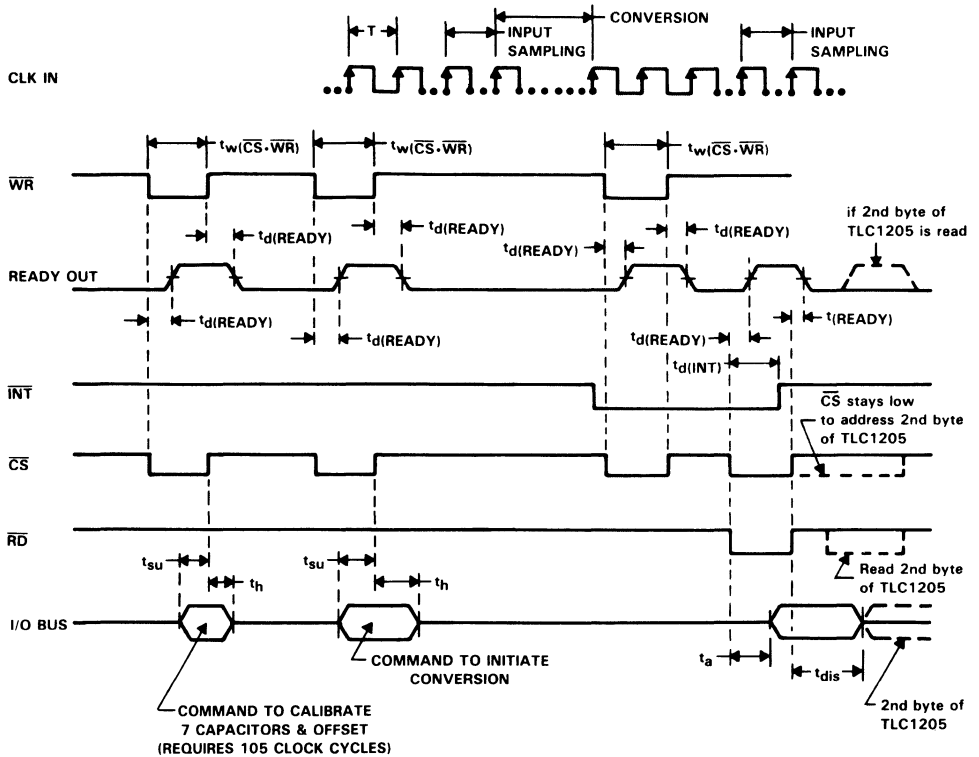 CONVERSION
T
INPUT
SAMPLING
INPUT
SAMPLING
CLK IN
tw(CS·WR)
tw(CS·WR)
tw(CS·WR)
WR
td(READY)
td(READY)
td(READY)
td(READY)
if 2nd byte of
TLC1205 is read
READY OUT
td(READY)
td(READY)
td(READY)
t(READY)
td(INT)
INT
CS stays low
to address 2nd byte
of TLC1205
CS
RD
tsu
th
tsu
th
Read 2nd byte
of TLC1205
I/O BUS
COMMAND TO INITIATE
CONVERSION
ta
tdis
COMMAND TO CALIBRATE
7 CAPACITORS & OFFSET
(REQUIRES 105 CLOCK CYCLES)
2nd byte of
TLC1205